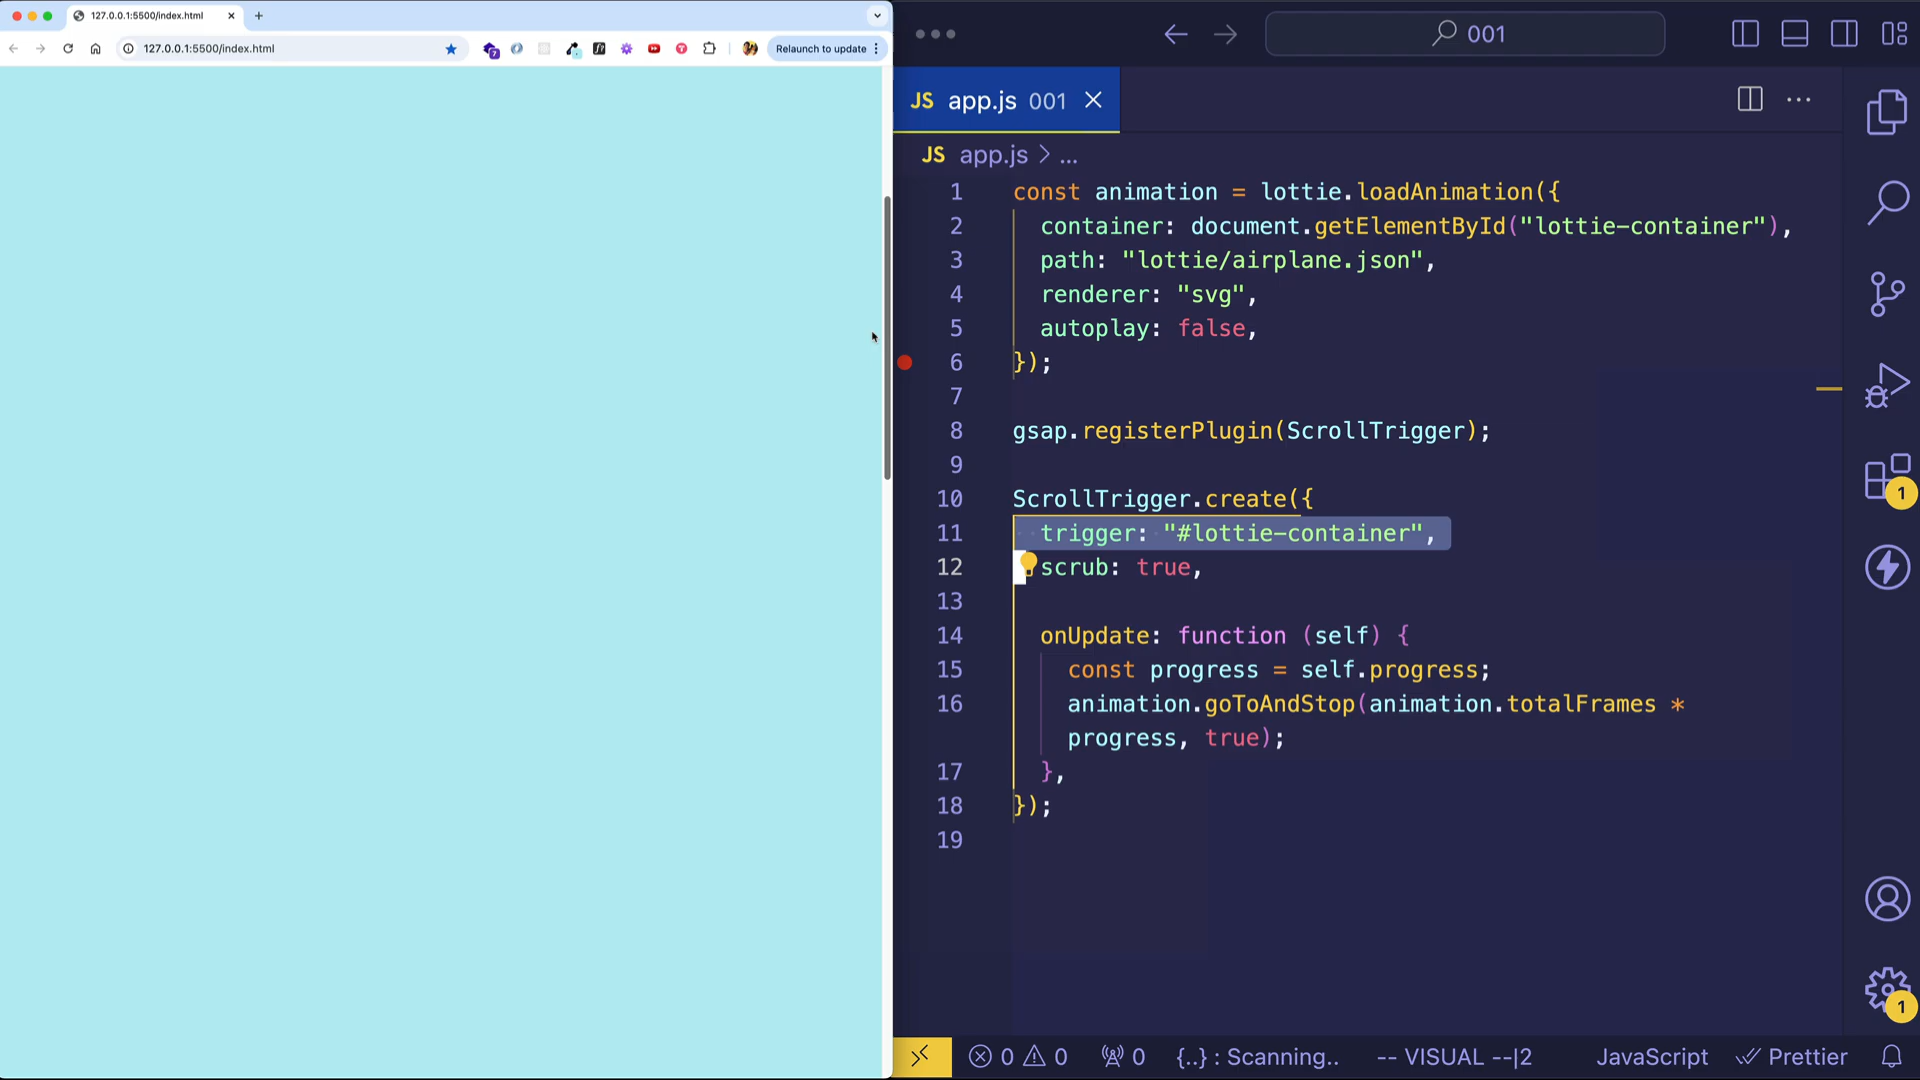 127.0.0.1:5500/index.html
127.0.0.1:5500/index.html
Relaunch to update
7
001
JS app.js 001
JS app.js > ...
1 const animation = lottie.loadAnimation({
2 container: document.getElementById("lottie-container"),
3 path: "lottie/airplane.json",
4 renderer: "svg",
5 autoplay: false,
6 });
7
8 gsap.registerPlugin(ScrollTrigger);
9
10 ScrollTrigger.create({
11 trigger: "#lottie-container",
12 scrub: true,
13
14 onUpdate: function (self) {
15 const progress = self.progress;
16 animation.goToAndStop(animation.totalFrames *
progress, true);
17 },
18 });
19
1
1
0 0 0 {..} : Scanning.. -- VISUAL --|2 JavaScript Prettier